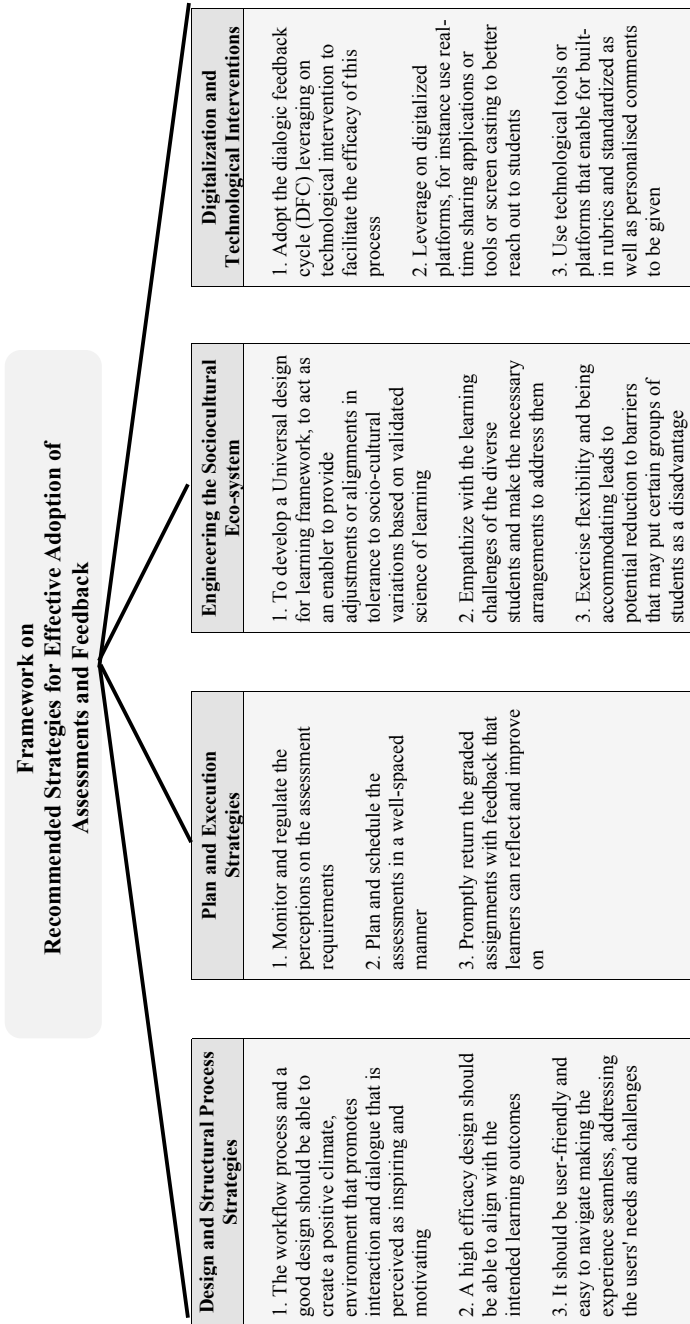 Framework on
Recommended Strategies for Effective Adoption of
Assessments and Feedback
Design and Structural Process
Strategies
1. The workflow process and a
good design should be able to
create a positive climate,
environment that promotes
interaction and dialogue that is
perceived as inspiring and
motivating
2. A high efficacy design should
be able to align with the
intended learning outcomes
3. It should be user-friendly and
easy to navigate making the
experience seamless, addressing
the users' needs and challenges
Plan and Execution
Strategies
1. Monitor and regulate the
perceptions on the assessment
requirements
2. Plan and schedule the
assessments in a well-spaced
manner
3. Promptly return the graded
assignments with feedback that
learners can reflect and improve
on
Engineering the Sociocultural
Eco-system
1. To develop a Universal design
for learning framework, to act as
an enabler to provide
adjustments or alignments in
tolerance to socio-cultural
variations based on validated
science of learning
2. Empathize with the learning
challenges of the diverse
students and make the necessary
arrangements to address them
3. Exercise flexibility and being
accommodating leads to
potential reduction to barriers
that may put certain groups of
students as a disadvantage
Digitalization and
Technological Interventions
1. Adopt the dialogic feedback
cycle (DFC) leveraging on
technological intervention to
facilitate the efficacy of this
process
2. Leverage on digitalized
platforms, for instance use real-
time sharing applications or
tools or screen casting to better
reach out to students
3. Use technological tools or
platforms that enable for built-
in rubrics and standardized as
well as personalised comments
to be given